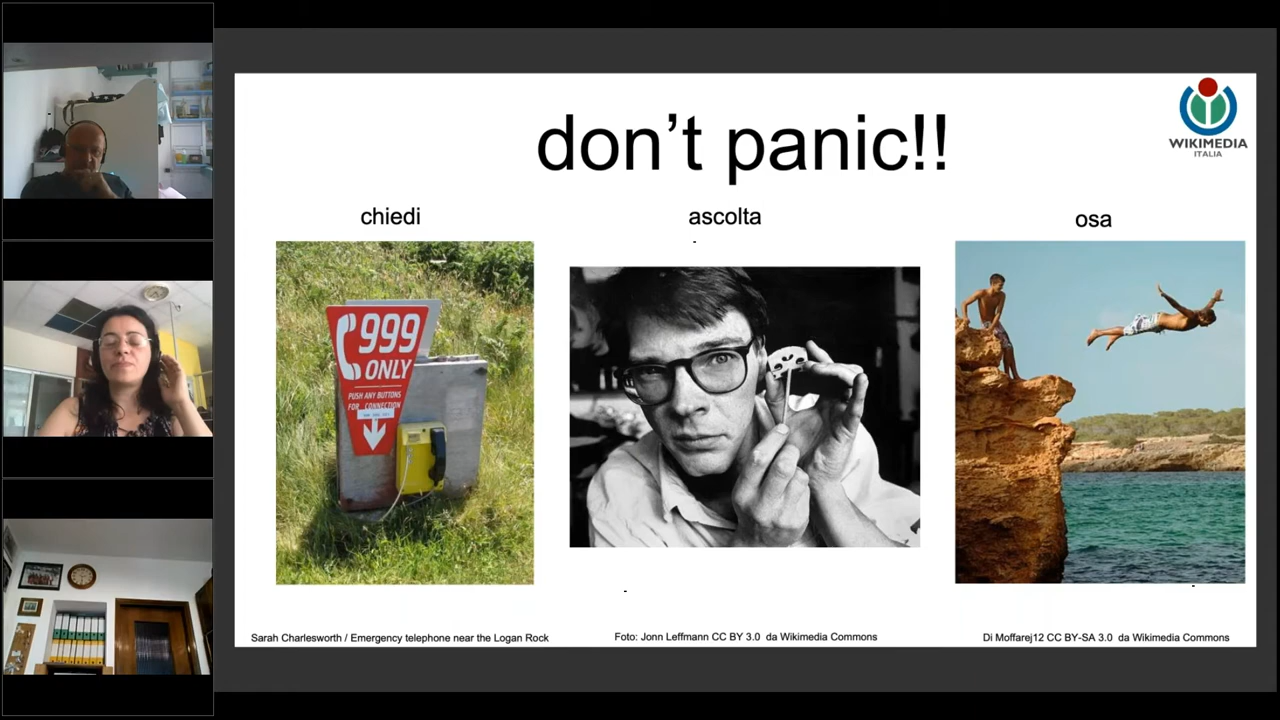 don't panic!!
WIKIMEDIA
ITALIA
chiedi
ascolta
osa
999
ONLY
PUSH ANY BUTTONS
FOR CONNECTION
Sarah Charlesworth / Emergency telephone near the Logan Rock
Foto: Jonn Leffmann CC BY 3.0 da Wikimedia Commons
Di Moffarej12 CC BY-SA 3.0 da Wikimedia Commons